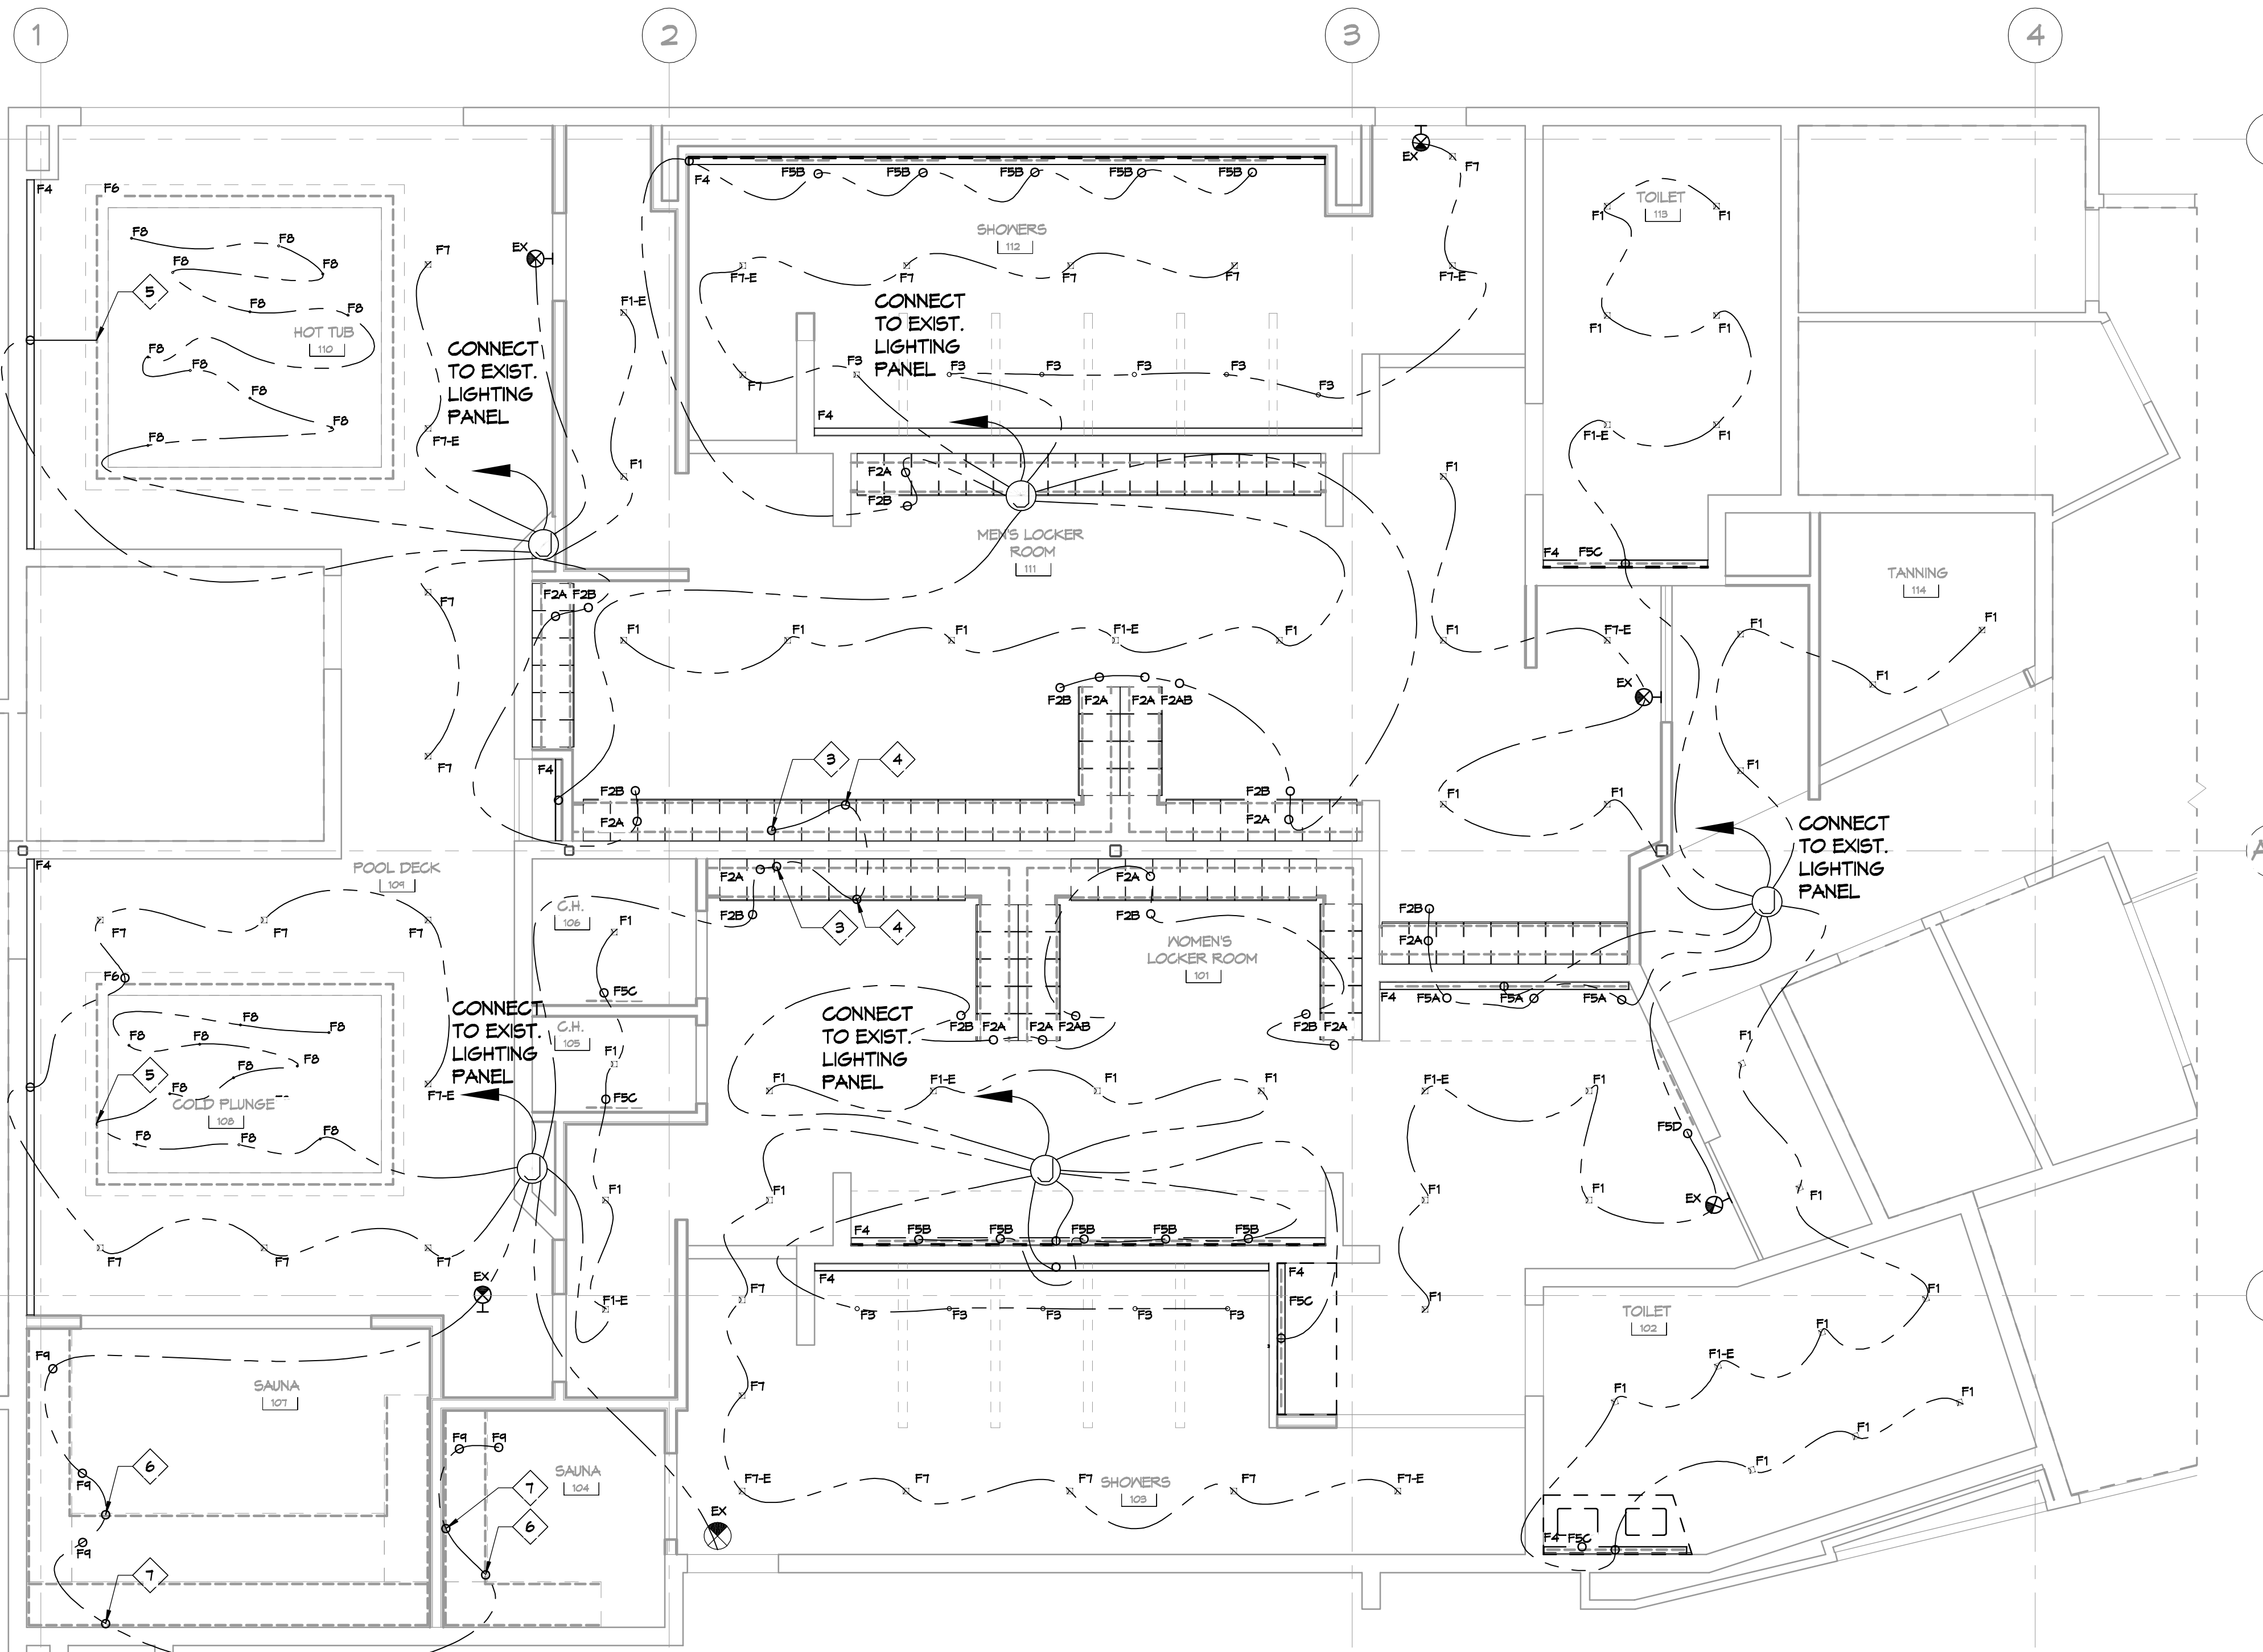 1
2
3
4
EX
F7
F4
F6
F4
F5B
F5B
F5B
F5B
F5B
TOILET
113
F1
F1
F8
F8
F8
F7
EX
SHOWERS
112
F7-E
F7
F7
F7
F7-E
5
F8
F8
HOT TUB
110
F1-E
CONNECT
TO EXIST.
LIGHTING
PANEL
F1
F1
CONNECT
TO EXIST.
LIGHTING
PANEL
F8
F8
F8
F8
F8
F7
F3
F3
F3
F3
F3
F3
F4
F7-E
F1-E
F1
F1
F2A
F2B
J
F1
J
MEN'S LOCKER
ROOM
111
F4
F5C
TANNING
114
F7
F2A
F2B
F1
F1
F1
F1-E
F1
F1
F7-E
F1
F1
F1
EX
F2B
F2A
F2A
F2AB
F7
F4
3
4
F1
F2B
F2A
F2B
F2A
F1
F1
CONNECT
TO EXIST.
LIGHTING
PANEL
A
F4
POOL DECK
109
F2A
F2A
J
C.H.
106
F1
F2B
3
4
F2B
F2B
F2A
F7
F7
F7
WOMEN'S
LOCKER ROOM
101
F6
F5C
F4
F5A
F5A
F5A
CONNECT
TO EXIST.
LIGHTING
PANEL
C.H.
105
F1
CONNECT
TO EXIST.
LIGHTING
PANEL
F2B
F2A
F2A
F2AB
F2B
F2A
F1
F8
F8
F8
F8
F8
F8
5
COLD PLUNGE
108
F7-E
F5C
F1
F1-E
F1
F1
F1-E
F1
F8
F8
F8
F5D
J
J
F1
F1
F1
F1
EX
F1
F4
F5B
F5B
F5B
F5B
F5B
F7
F7
F7
EX
F4
F4
F7
F1-E
F5C
F3
F3
F3
F3
F3
F1
F1
TOILET
102
F1
F9
F1-E
SAUNA
107
F7
F1
F1
F9
F9
F1
6
F9
SAUNA
104
F1
7
F7-E
F7
F7
SHOWERS
103
F7
F7-E
6
EX
F9
F4
F5C
7